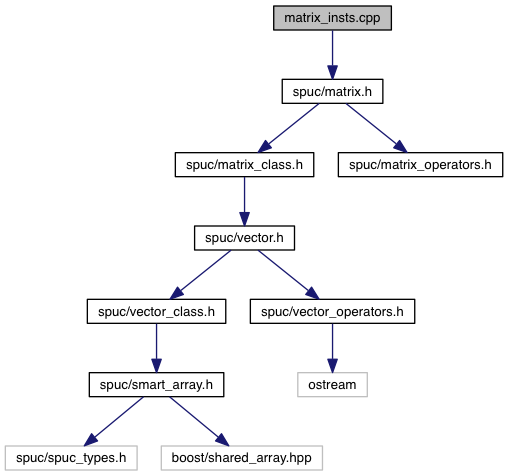 matrix_insts.cpp
spuc/matrix.h
spuc/matrix_class.h
spuc/matrix_operators.h
spuc/vector.h
spuc/vector_class.h
spuc/vector_operators.h
spuc/smart_array.h
ostream
spuc/spuc_types.h
boost/shared_array.hpp